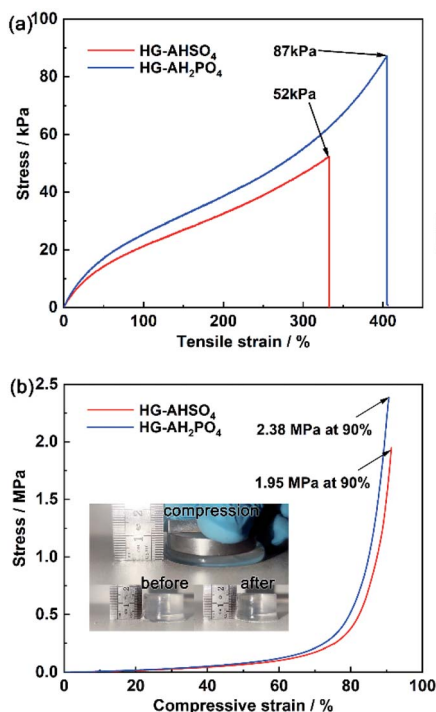 (a)
HG-AHSO₄
HG-AH₂PO₄
87kPa
52kPa
Stress / kPa
100
80
60
40
20
0
0 100 200 300 400
Tensile strain / %
(b)
HG-AHSO₄
HG-AH₂PO₄
2.38 MPa at 90%
1.95 MPa at 90%
compression
before after
Stress / MPa
2.5
2.0
1.5
1.0
0.5
0.0
0 20 40 60 80 100
Compressive strain / %